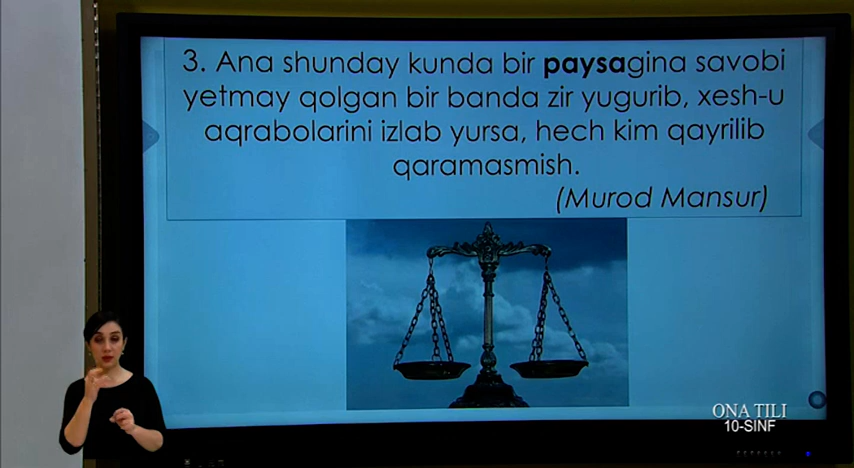 3. Ana shunday kunda bir paysagina savobi
yetmay qolgan bir banda zir yugurib, xesh-u
aqrabolarini izlab yursa, hech kim qayrilib
qaramasmish.
(Murod Mansur)
ONA TILI
10-SINF